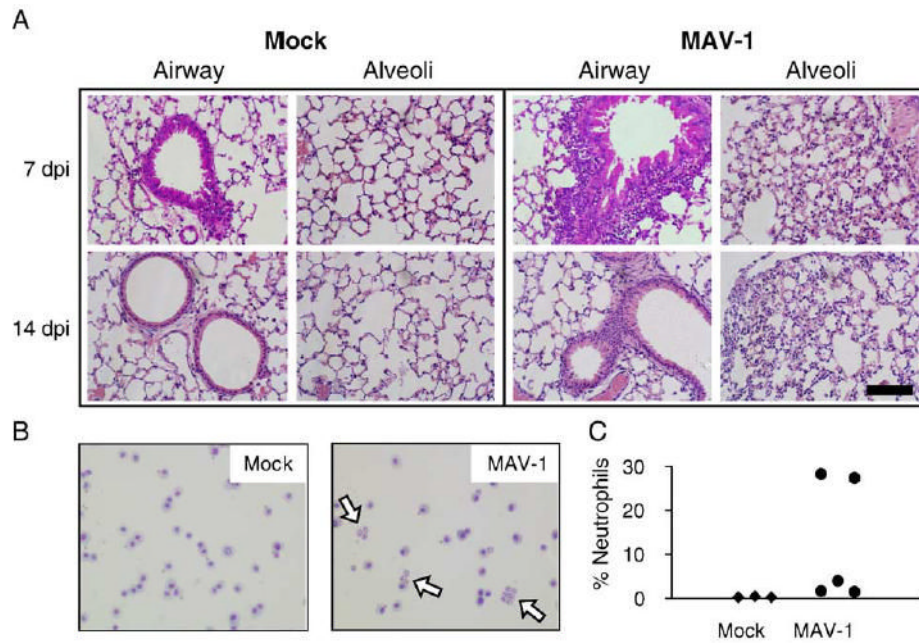 A
Mock
MAV-1
Airway
Alveoli
Airway
Alveoli
7 dpi
14 dpi
B
Mock
MAV-1
C
% Neutrophils
30
20
10
0
Mock
MAV-1